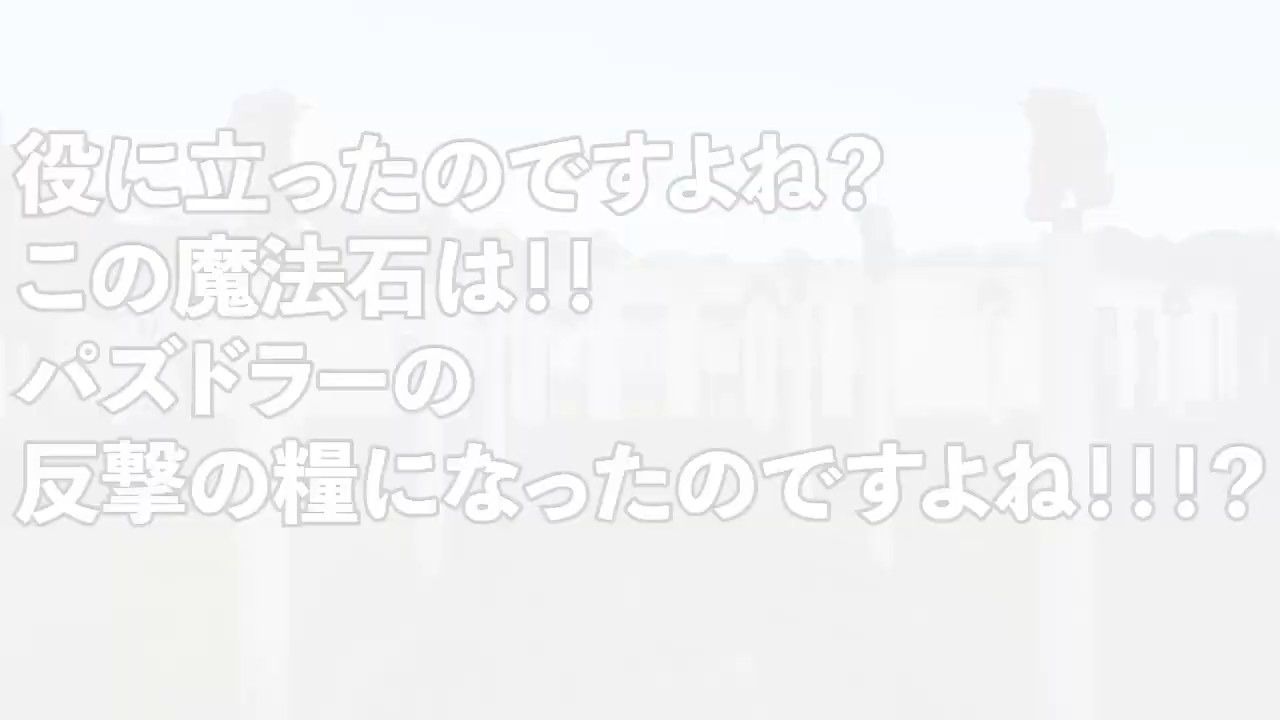 役に立ったのですよね？
この魔法石は！！
パズドラーの
反撃の糧になったのですよね！！！？